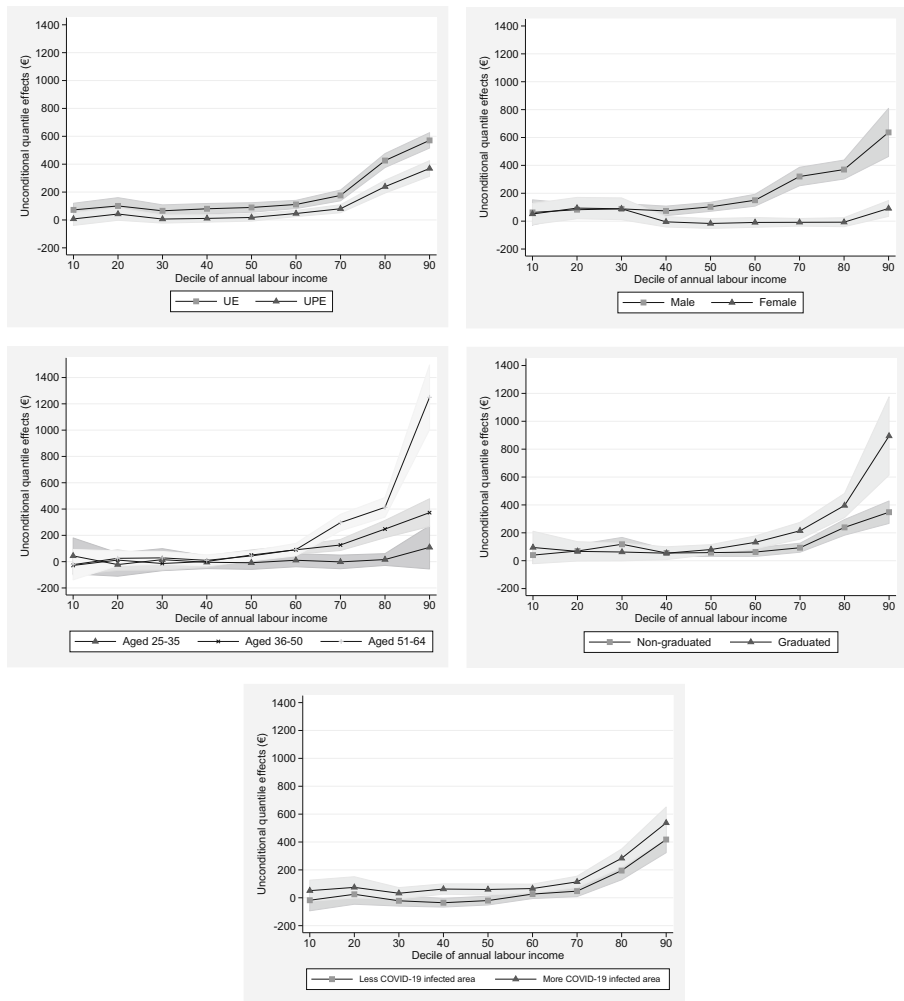 Unconditional quantile effects (€)
1400
1200
1000
800
600
400
200
0
-200
10 20 30 40 50 60 70 80 90
Decile of annual labour income
UE UPE
Unconditional quantile effects (€)
1400
1200
1000
800
600
400
200
0
-200
10 20 30 40 50 60 70 80 90
Decile of annual labour income
Male Female
Unconditional quantile effects (€)
1400
1200
1000
800
600
400
200
0
-200
10 20 30 40 50 60 70 80 90
Decile of annual labour income
Aged 25-35 Aged 36-50 Aged 51-64
Unconditional quantile effects (€)
1400
1200
1000
800
600
400
200
0
-200
10 20 30 40 50 60 70 80 90
Decile of annual labour income
Non-graduated Graduated
Unconditional quantile effects (€)
1400
1200
1000
800
600
400
200
0
-200
10 20 30 40 50 60 70 80 90
Decile of annual labour income
Less COVID-19 infected area More COVID-19 infected area